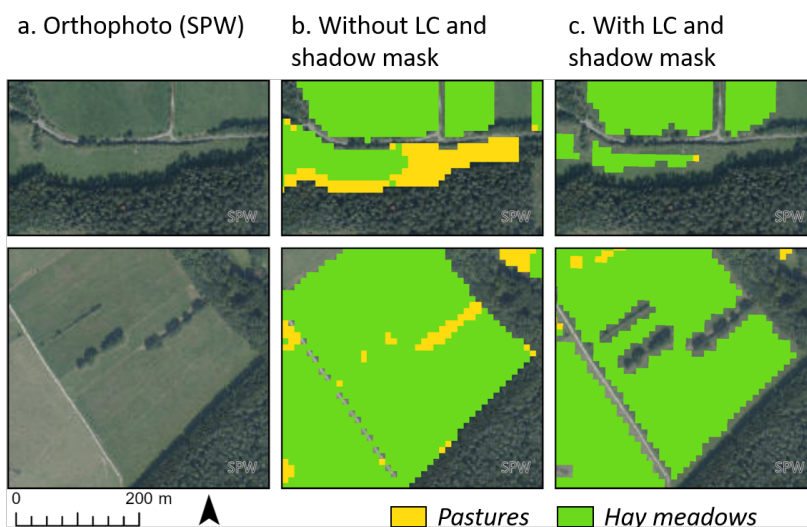 a. Orthophoto (SPW)
b. Without LC and
shadow mask
c. With LC and
shadow mask
SPW
SPW
SPW
SPW
SPW
SPW
0
200 m
Pastures
Hay meadows